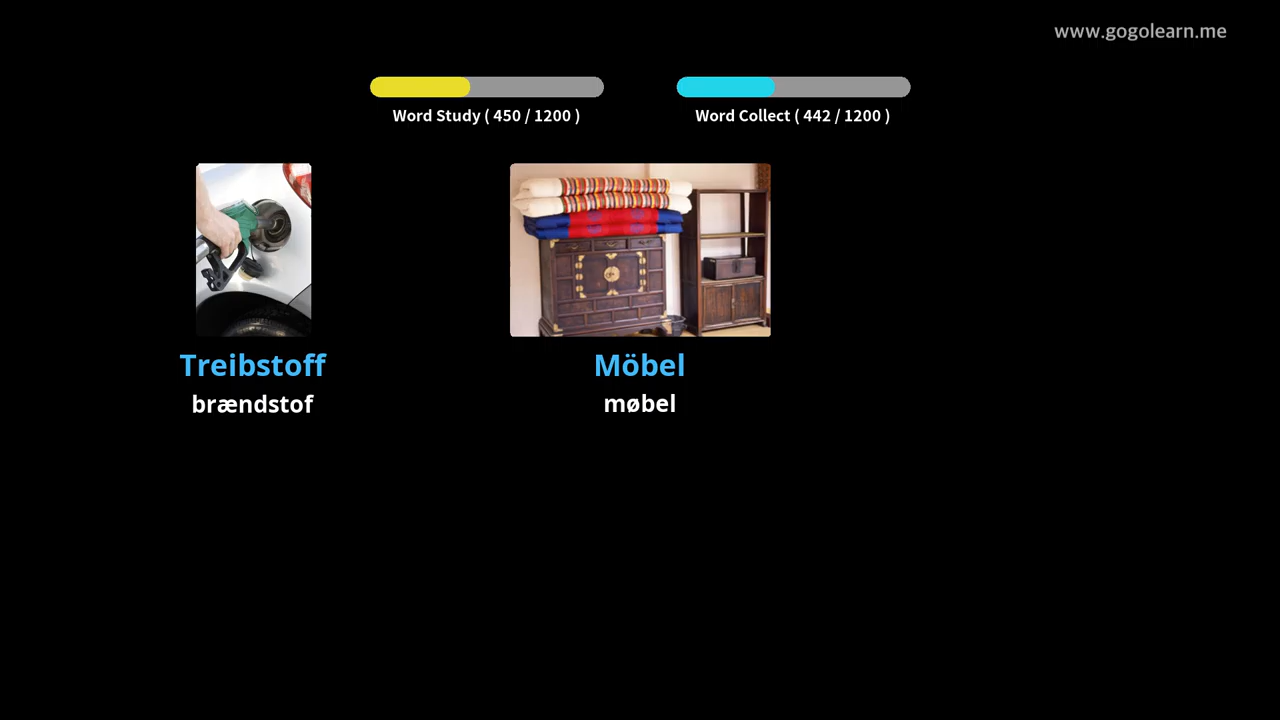 www.gogolearn.me
Word Study ( 450 / 1200 )
Word Collect ( 442 / 1200 )
Treibstoff
brændstof
Möbel
møbel